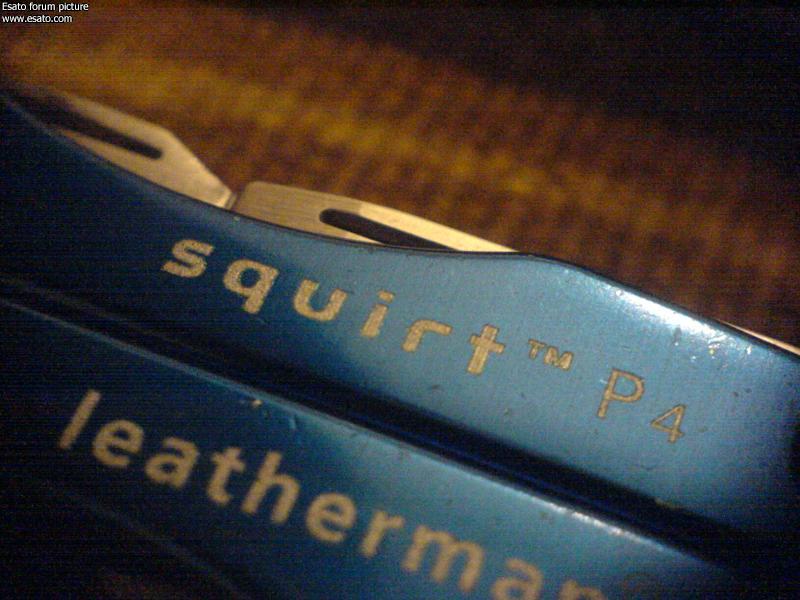 Esato forum picture
www.esato.com
squirt™ P4
leatherman